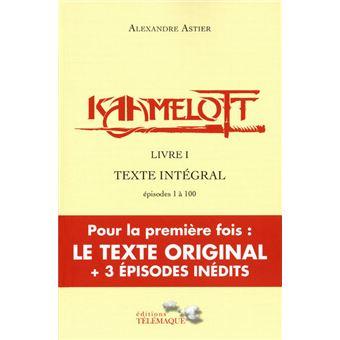 ALEXANDRE ASTIER
KAAMELOTT
LIVRE I
TEXTE INTÉGRAL
épisodes 1 à 100
Pour la première fois :
LE TEXTE ORIGINAL
+ 3 ÉPISODES INÉDITS
éditions
TÉLÉMAQUE